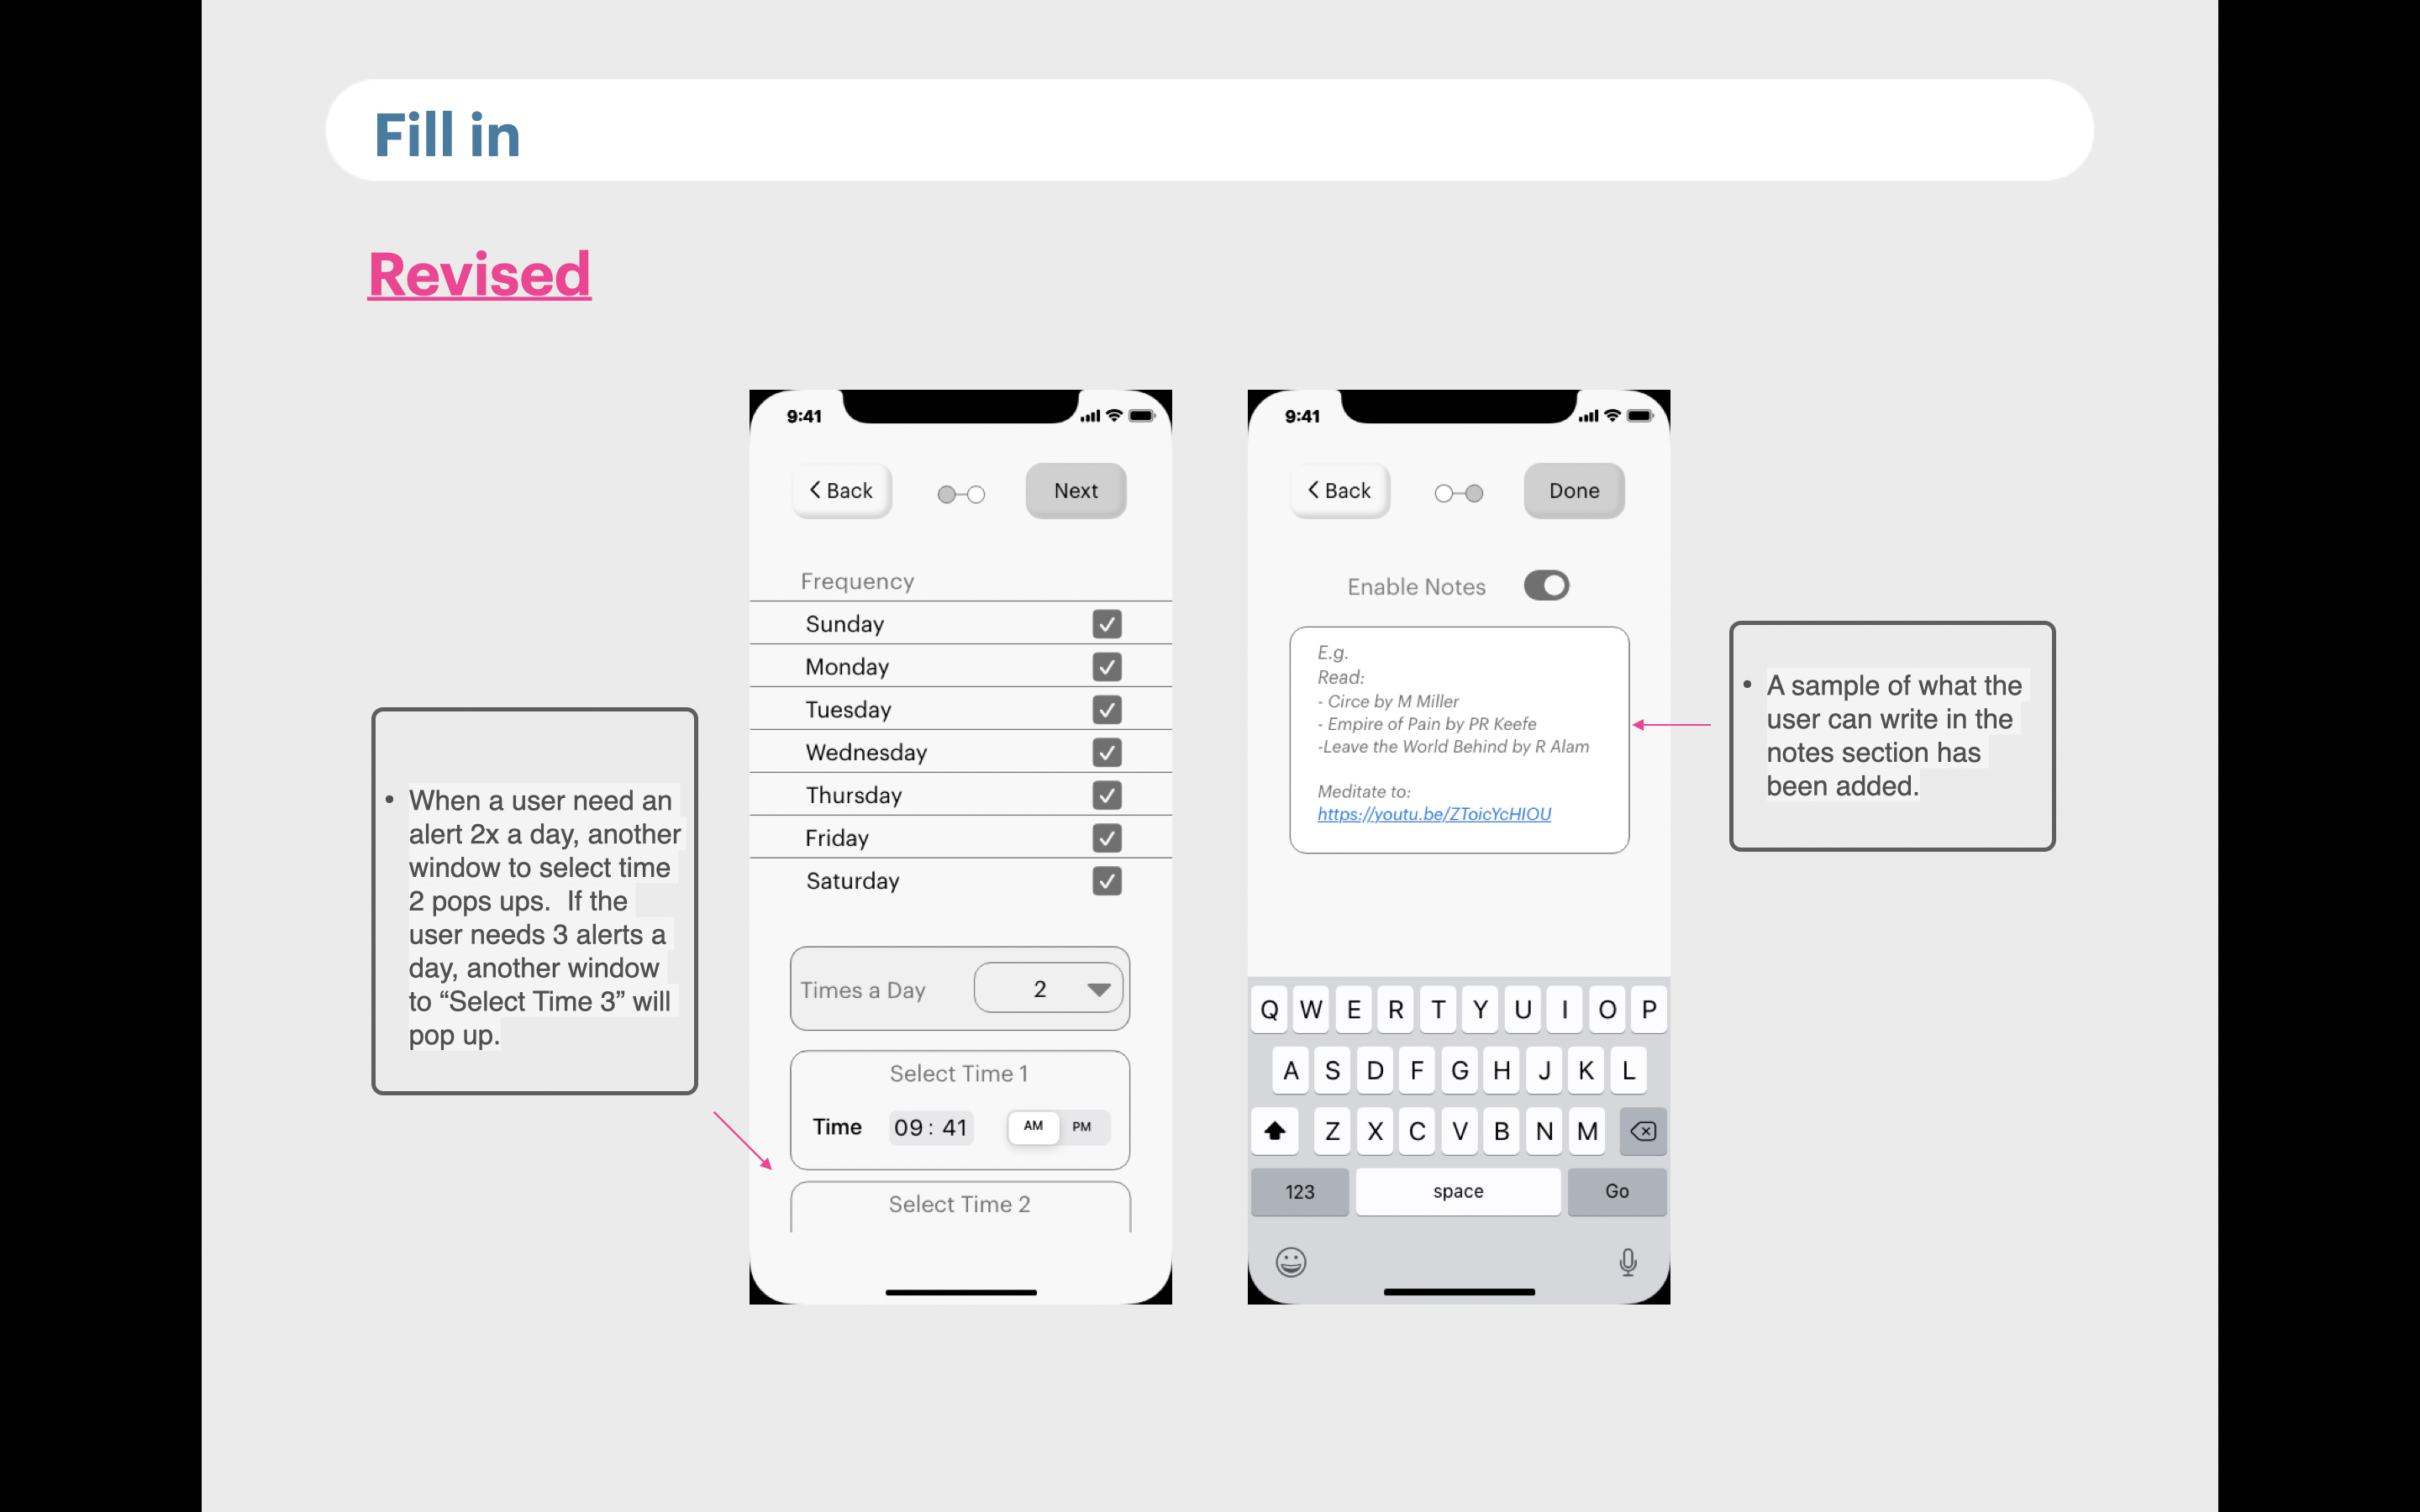 Fill in
Revised
• When a user need an
alert 2x a day, another
window to select time
2 pops ups.  If the
user needs 3 alerts a
day, another window
to “Select Time 3” will
pop up.
9:41
Back
Next
Frequency
Sunday
Monday
Tuesday
Wednesday
Thursday
Friday
Saturday
Times a Day 2
Select Time 1
Time 09 : 41 AM PM
Select Time 2
9:41
Back
Done
Enable Notes
E.g.
Read:
- Circe by M Miller
- Empire of Pain by PR Keefe
-Leave the World Behind by R Alam
Meditate to:
https://youtu.be/ZToicYcHIOU
Q W E R T Y U I O P
A S D F G H J K L
Z X C V B N M
123 space Go
• A sample of what the
user can write in the
notes section has
been added.